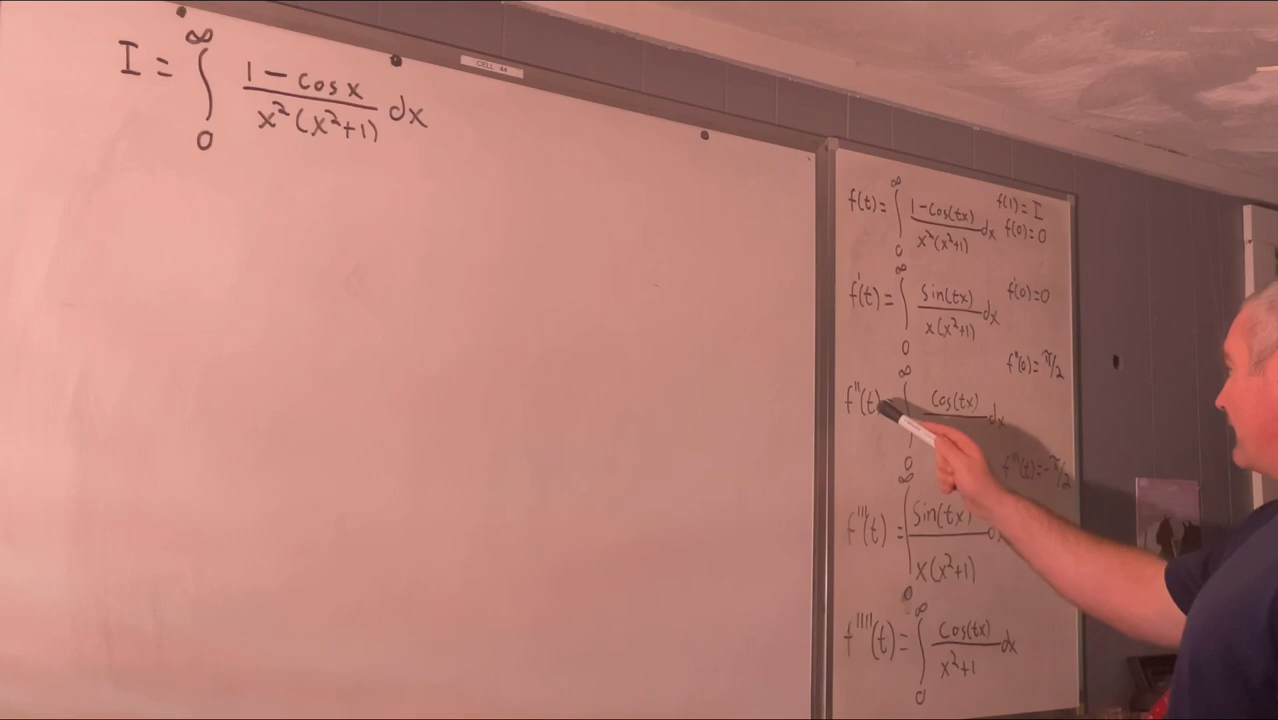 I = ∫₀^∞ (1 - cos x)/(x²(x²+1)) dx
CELL 44
f(t) = ∫₀^∞ (1-cos(tx))/(x²(x²+1)) dx f(1) = I
f(0) = 0
f'(t) = ∫₀^∞ sin(tx)/(x(x²+1)) dx f'(0) = 0
f''(0) = π/2
f''(t) ∫₀^∞ cos(tx) dx
f'''(t) = -π/2
f'''(t) = ∫₀^∞ Sin(tx)/(x(x²+1))
f''''(t) = ∫₀^∞ Cos(tx)/(x²+1) dx